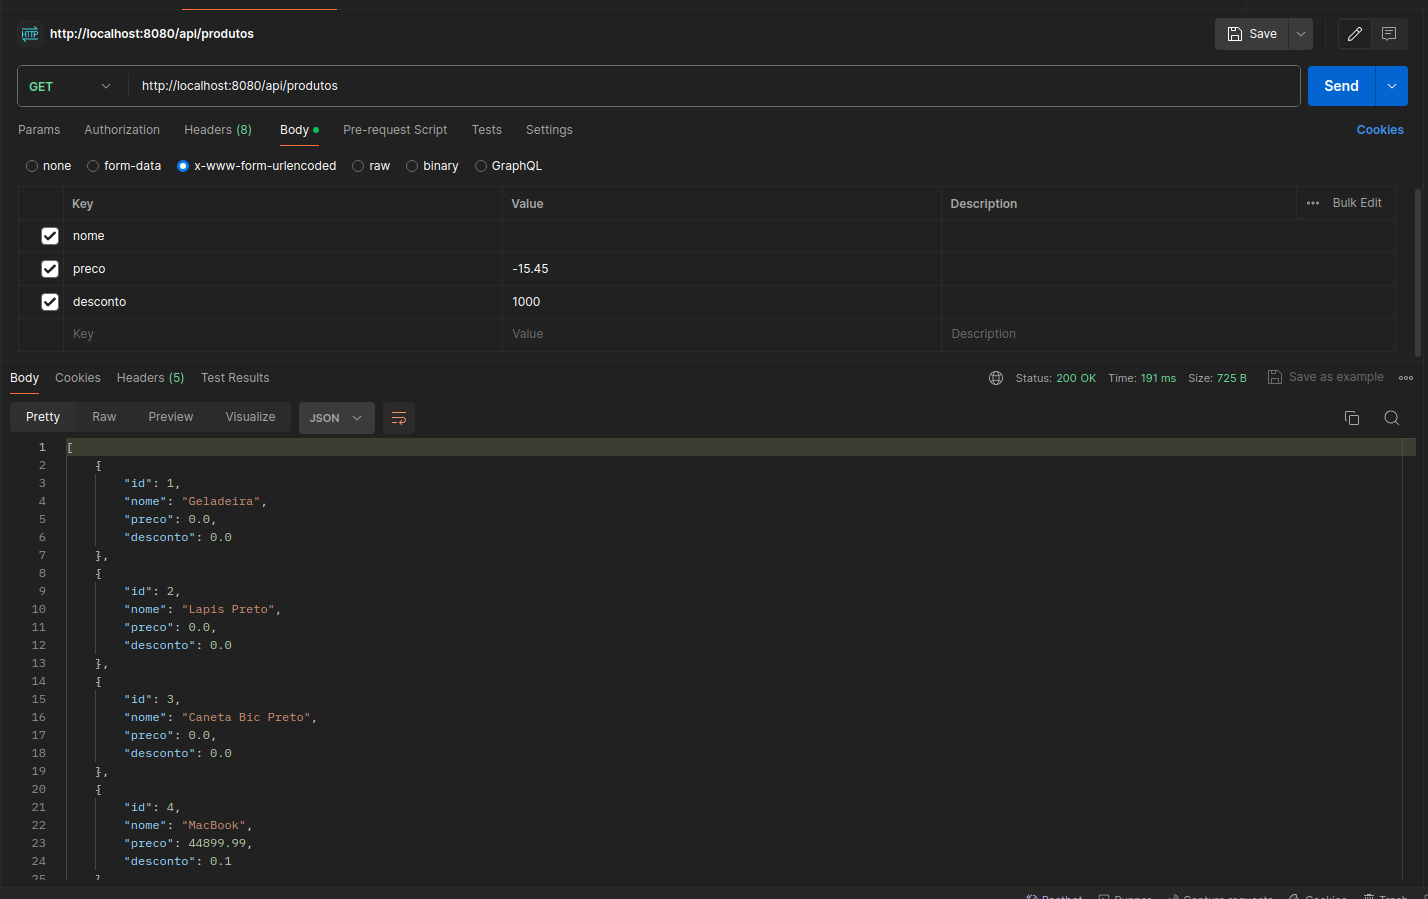 HTTP http://localhost:8080/api/produtos Save
GET http://localhost:8080/api/produtos Send
Params Authorization Headers (8) Body Pre-request Script Tests Settings Cookies
none form-data x-www-form-urlencoded raw binary GraphQL
Key Value Description Bulk Edit
nome
preco -15.45
desconto 1000
Key Value Description
Body Cookies Headers (5) Test Results Status: 200 OK Time: 191 ms Size: 725 B Save as example
Pretty Raw Preview Visualize JSON
1 [
2 {
3 "id": 1,
4 "nome": "Geladeira",
5 "preco": 0.0,
6 "desconto": 0.0
7 },
8 {
9 "id": 2,
10 "nome": "Lapis Preto",
11 "preco": 0.0,
12 "desconto": 0.0
13 },
14 {
15 "id": 3,
16 "nome": "Caneta Bic Preto",
17 "preco": 0.0,
18 "desconto": 0.0
19 },
20 {
21 "id": 4,
22 "nome": "MacBook",
23 "preco": 44899.99,
24 "desconto": 0.1
25
Postbot Runner Capture requests Cookies Trash